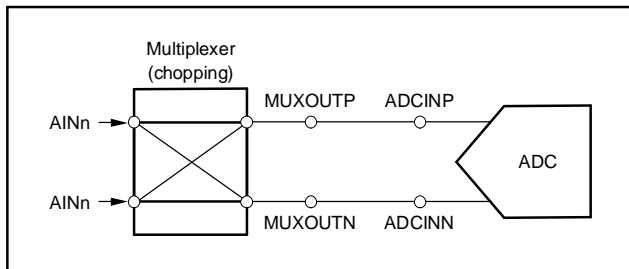 Multiplexer
(chopping)
MUXOUTP
ADCINP
AINn
ADC
AINn
MUXOUTN
ADCINN